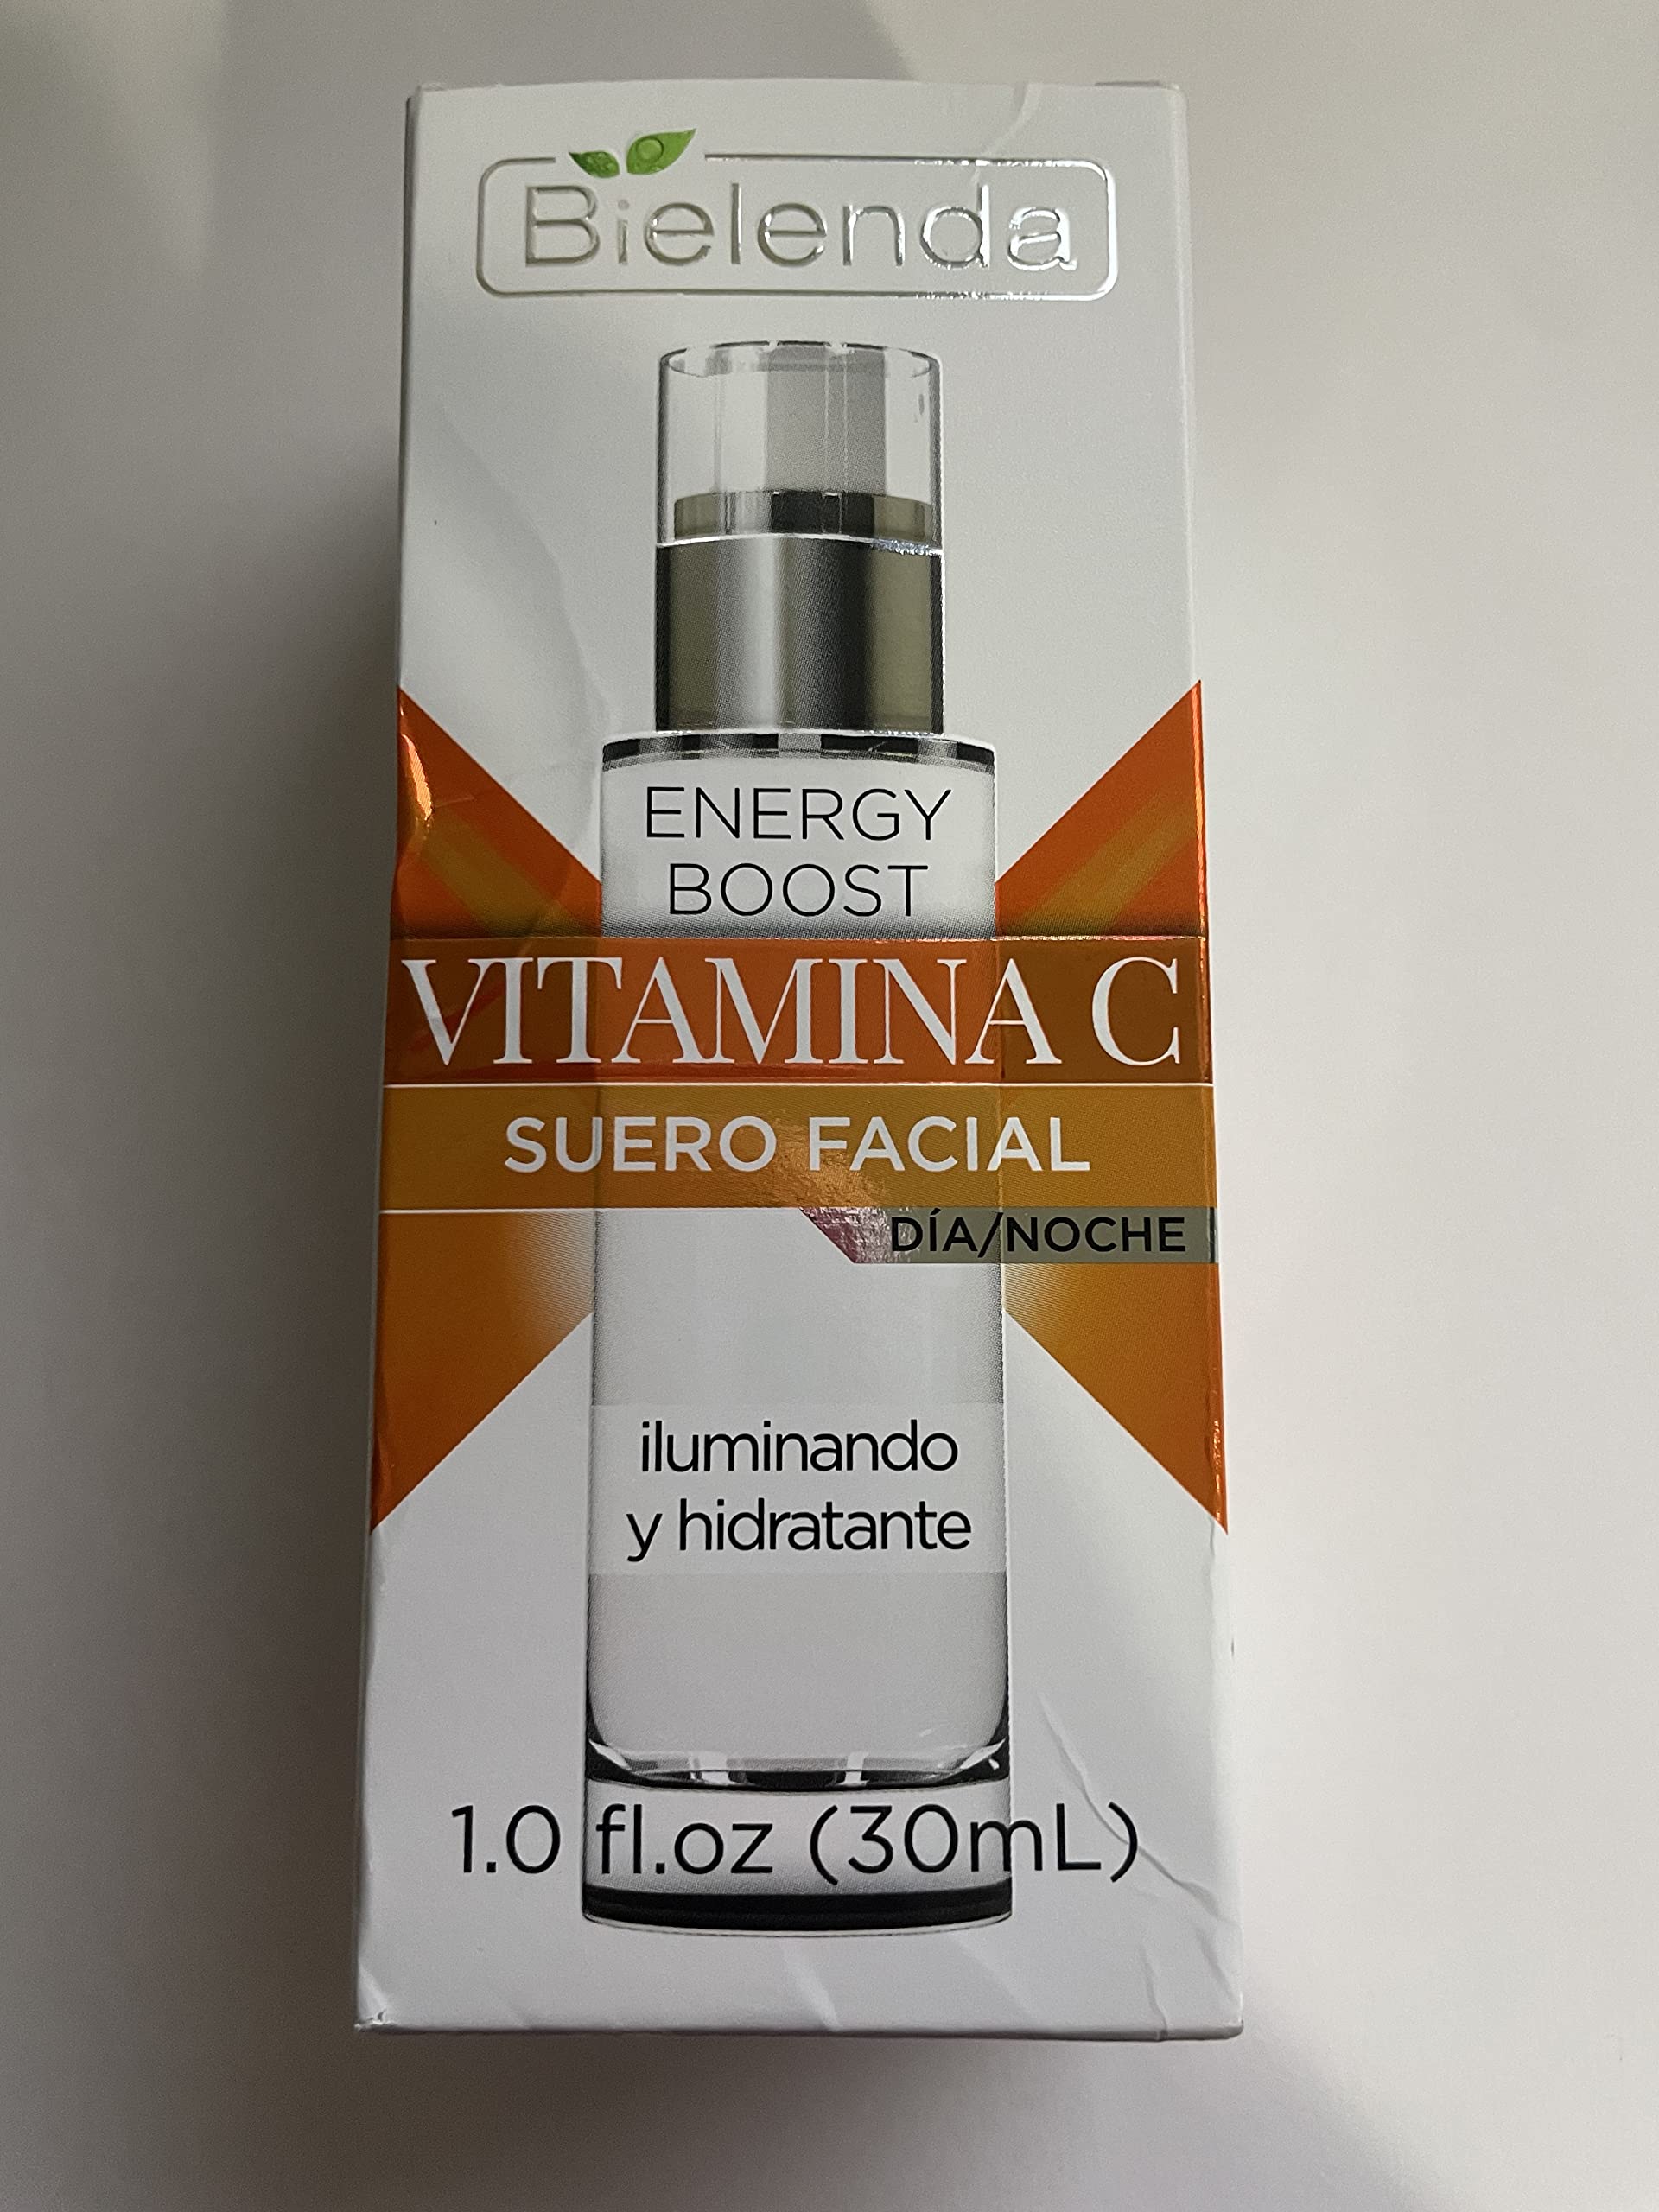 Bielenda
ENERGY
BOOST
VITAMINA C
SUERO FACIAL
DÍA/NOCHE
iluminando
y hidratante
1.0 fl.oz (30mL)